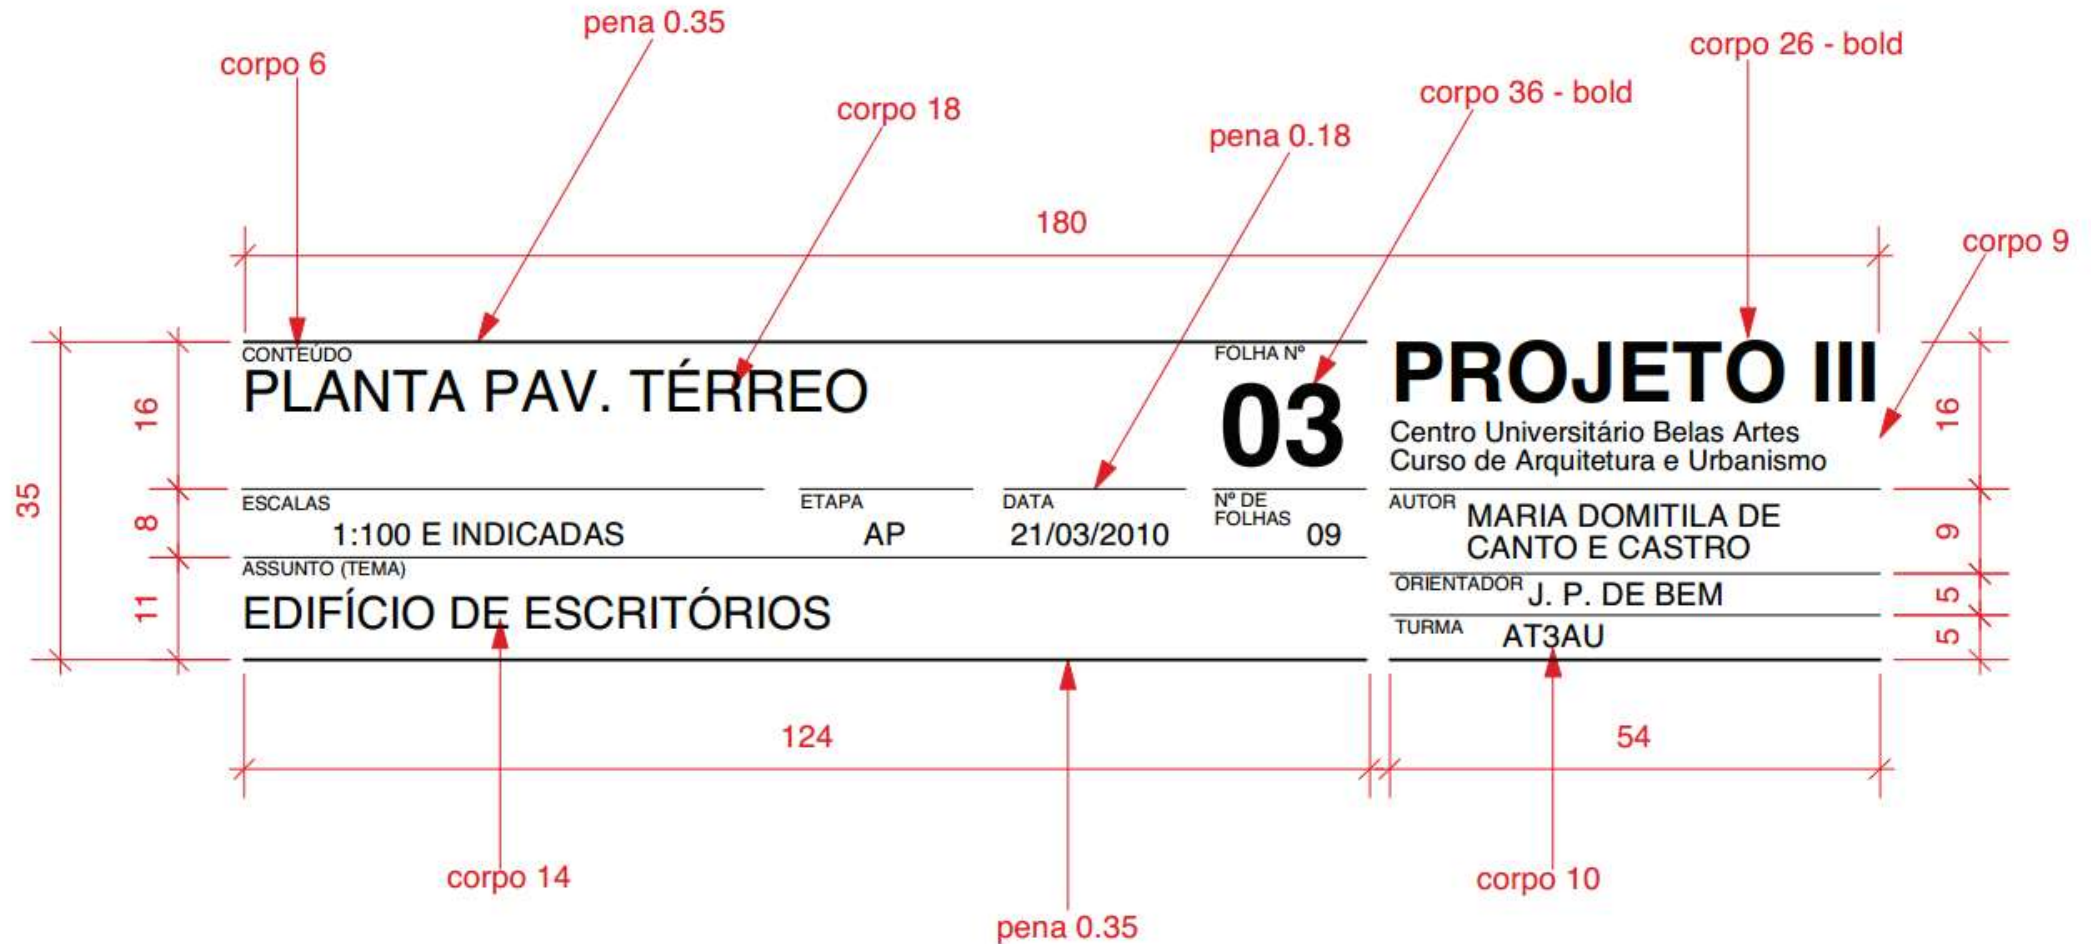 pena 0.35
corpo 6
corpo 26 - bold
corpo 36 - bold
corpo 18
pena 0.18
180
corpo 9
CONTEÚDO
PLANTA PAV. TÉRREO
FOLHA Nº
03
PROJETO III
Centro Universitário Belas Artes
Curso de Arquitetura e Urbanismo
16
8
11
35
ESCALAS
1:100 E INDICADAS
ETAPA
AP
DATA
21/03/2010
Nº DE
FOLHAS
09
AUTOR
MARIA DOMITILA DE
CANTO E CASTRO
ASSUNTO (TEMA)
EDIFÍCIO DE ESCRITÓRIOS
ORIENTADOR
J. P. DE BEM
TURMA
AT3AU
16
9
5
5
124
54
corpo 14
corpo 10
pena 0.35